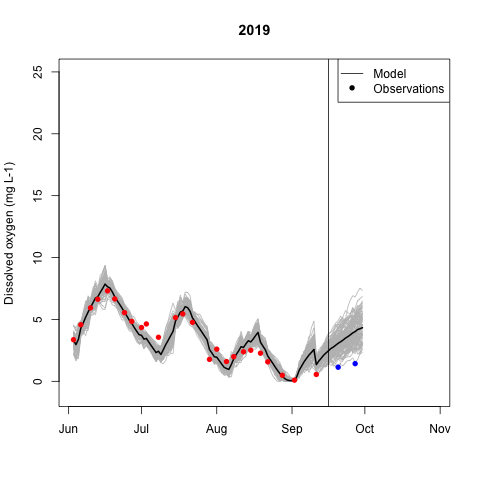 2019
Dissolved oxygen (mg L-1)
25
20
15
10
5
0
Model
Observations
Jun Jul Aug Sep Oct Nov